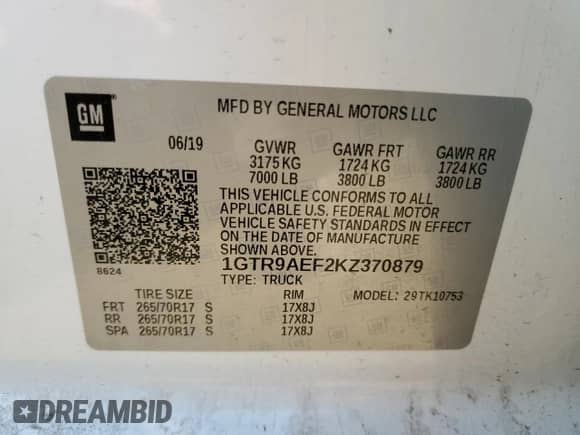 GM
MFD BY GENERAL MOTORS LLC
06/19 GVWR GAWR FRT GAWR RR
3175 KG 1724 KG 1724 KG
7000 LB 3800 LB 3800 LB
THIS VEHICLE CONFORMS TO ALL
APPLICABLE U.S. FEDERAL MOTOR
VEHICLE SAFETY STANDARDS IN EFFECT
ON THE DATE OF MANUFACTURE
SHOWN ABOVE.
8624 1GTR9AEF2KZ370879
TYPE: TRUCK
TIRE SIZE RIM MODEL: 29TK10753
FRT 265/70R17 S 17X8J
RR 265/70R17 S 17X8J
SPA 265/70R17 S 17X8J
DREAMBID